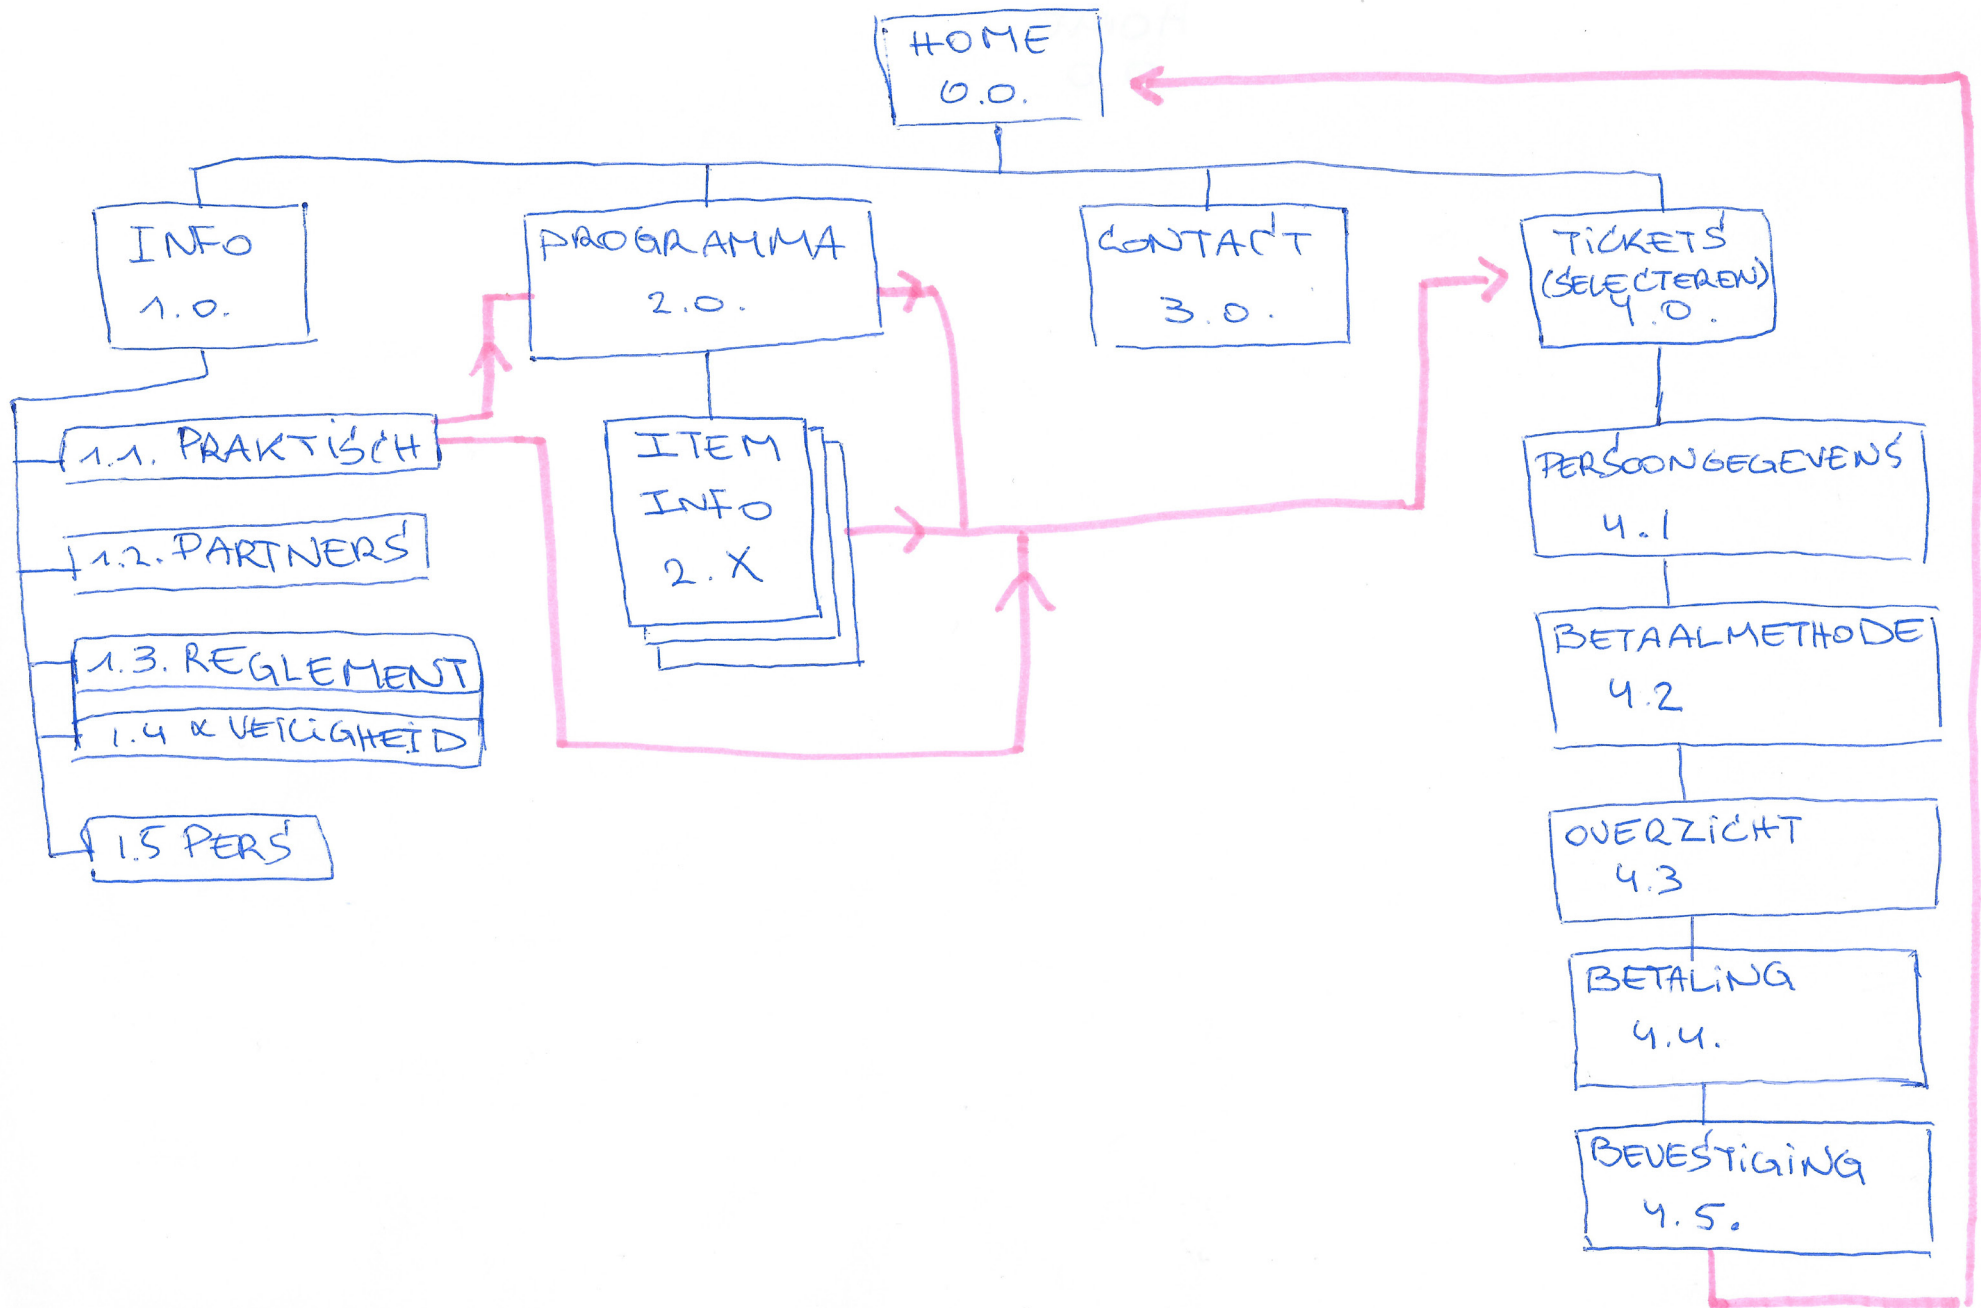 HOME
0.0.
INFO
1.0.
PROGRAMMA
2.0.
CONTACT
3.0.
TICKETS
(SELECTEREN)
4.0.
1.1. PRAKTISCH
1.2. PARTNERS
1.3. REGLEMENT
1.4 & VEILIGHEID
1.5 PERS
ITEM
INFO
2.X
PERSOONGEGEVENS
4.1
BETAALMETHODE
4.2
OVERZICHT
4.3
BETALING
4.4.
BEVESTIGING
4.5.